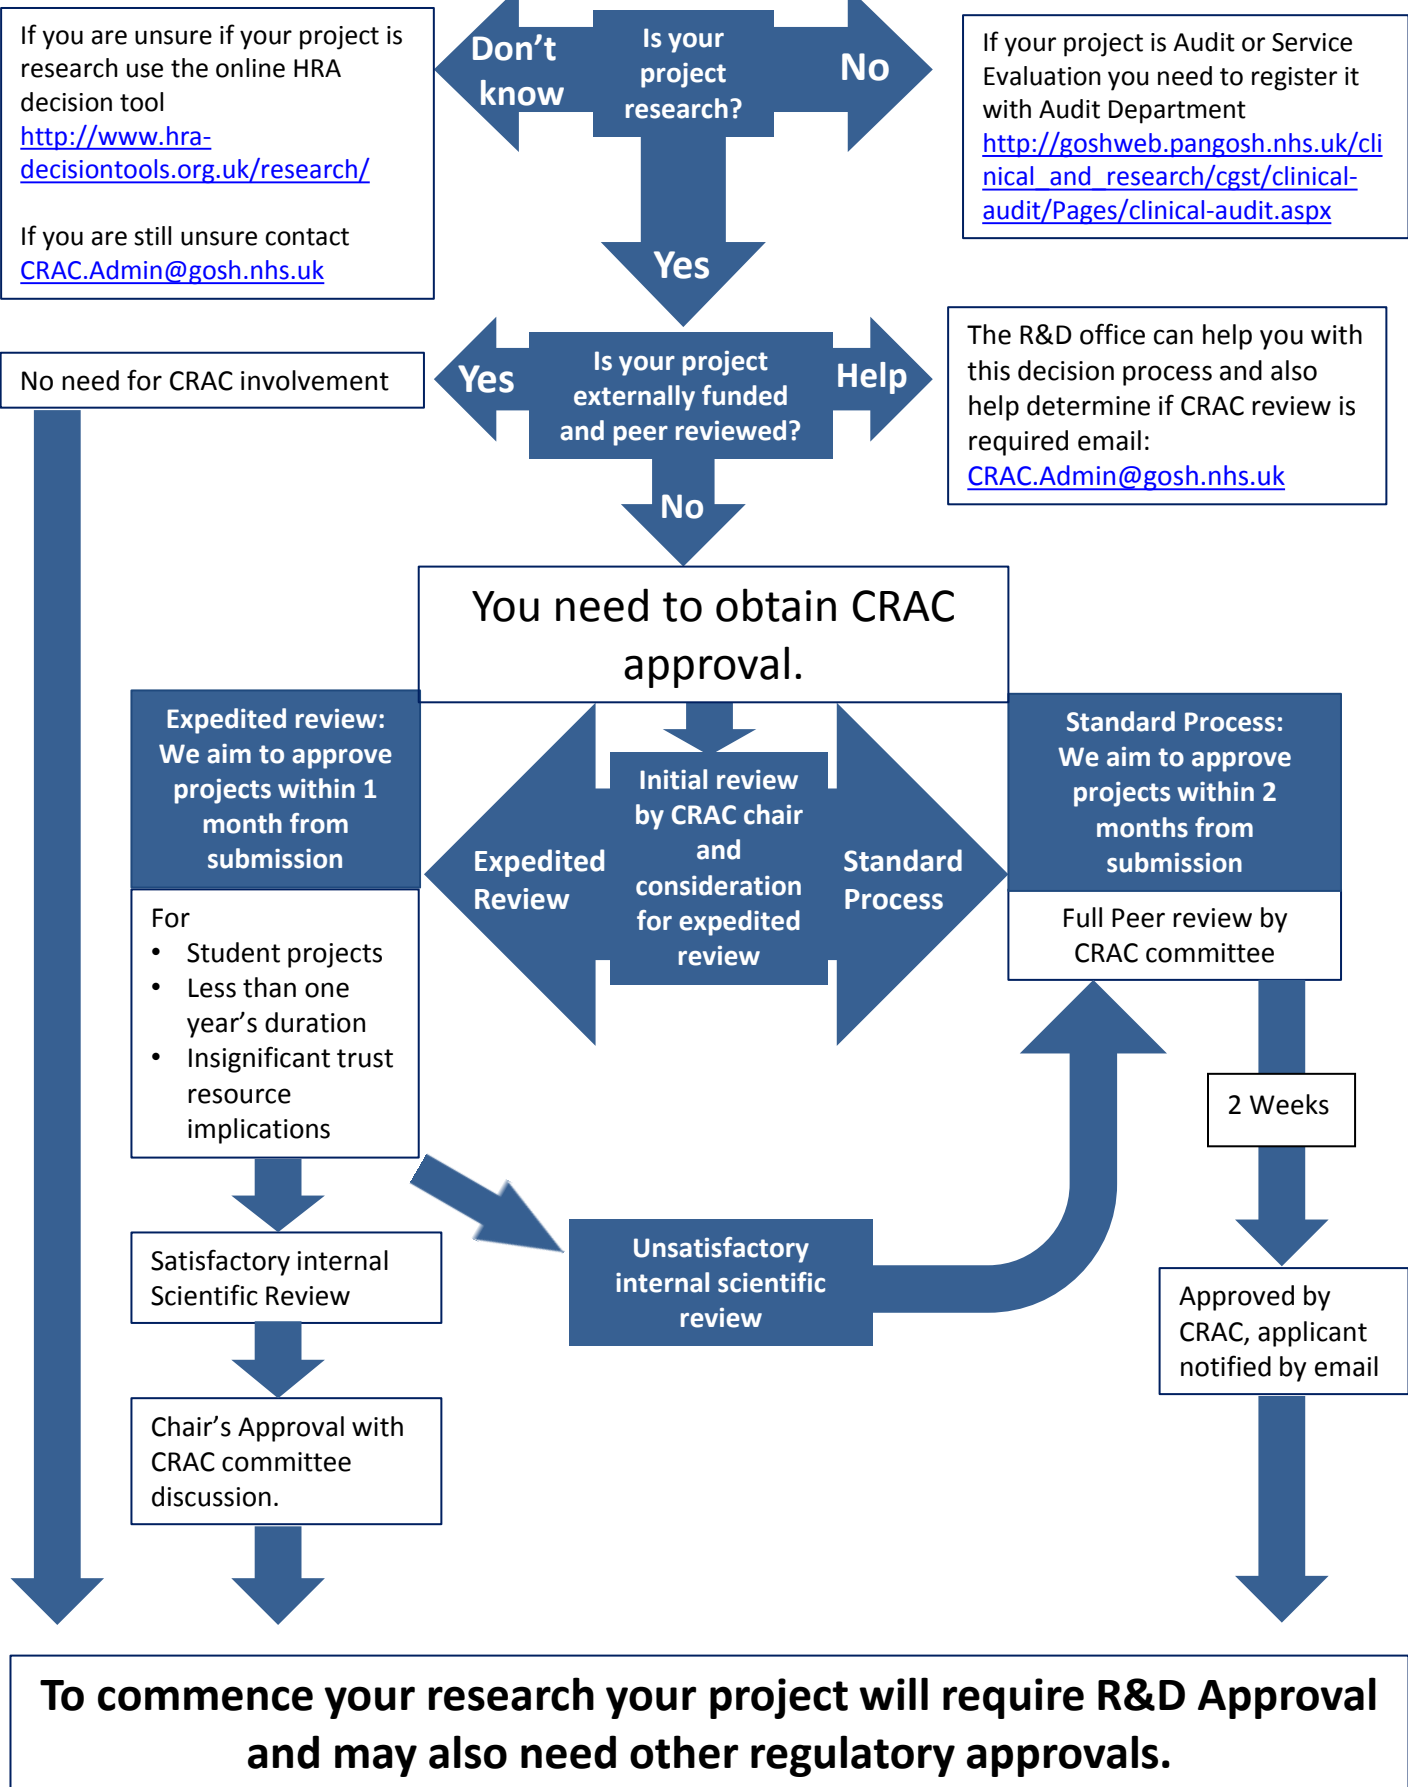 If you are unsure if your project is
research use the online HRA
decision tool
http://www.hra-
decisiontools.org.uk/research/
If you are still unsure contact
CRAC.Admin@gosh.nhs.uk
Don't
know
Is your
project
research?
No
If your project is Audit or Service
Evaluation you need to register it
with Audit Department
http://goshweb.pangosh.nhs.uk/cli
nical_and_research/cgst/clinical-
audit/Pages/clinical-audit.aspx
Yes
No need for CRAC involvement
Yes
Is your project
externally funded
and peer reviewed?
Help
The R&D office can help you with
this decision process and also
help determine if CRAC review is
required email:
CRAC.Admin@gosh.nhs.uk
No
You need to obtain CRAC
approval.
Expedited review:
We aim to approve
projects within 1
month from
submission
For
• Student projects
• Less than one
year's duration
• Insignificant trust
resource
implications
Expedited
Review
Initial review
by CRAC chair
and
consideration
for expedited
review
Standard
Process
Standard Process:
We aim to approve
projects within 2
months from
submission
Full Peer review by
CRAC committee
2 Weeks
Satisfactory internal
Scientific Review
Unsatisfactory
internal scientific
review
Approved by
CRAC, applicant
notified by email
Chair's Approval with
CRAC committee
discussion.
To commence your research your project will require R&D Approval
and may also need other regulatory approvals.